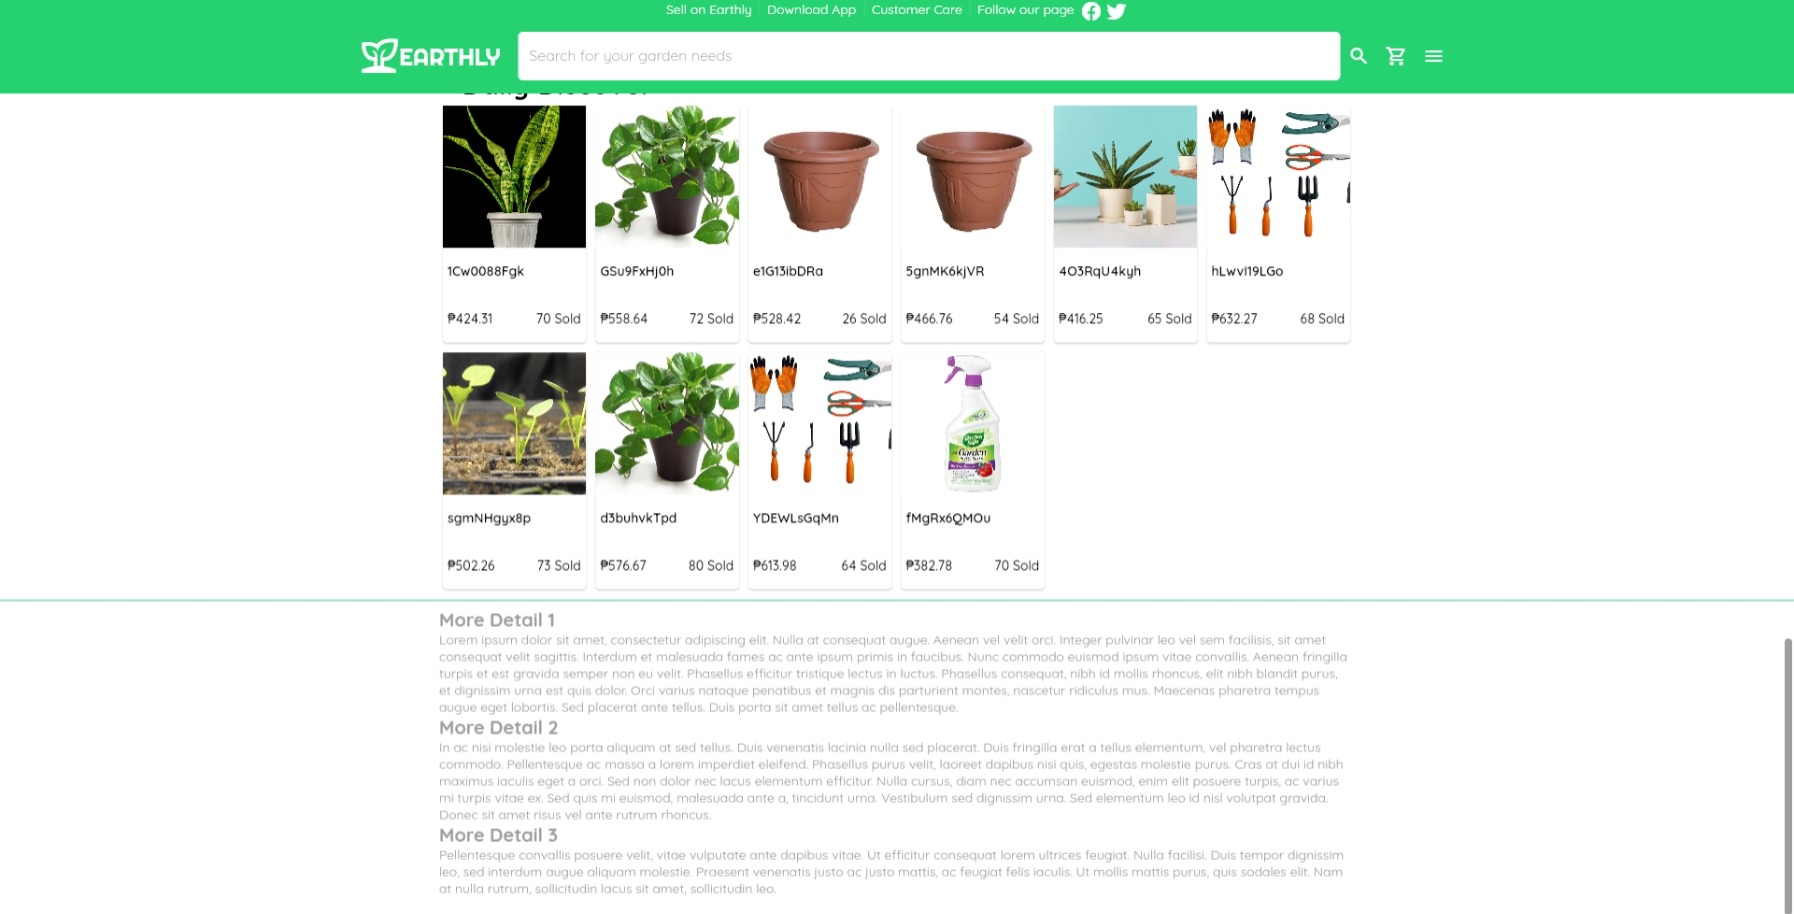 Sell on Earthly Download App Customer Care Follow our page
EARTHLY
Search for your garden needs
Daily Discover
1Cw0088Fgk GSu9FxHj0h e1G13ibDRa 5gnMK6kjVR 4O3RqU4kyh hLwvI19LGo
₱424.31 70 Sold ₱558.64 72 Sold ₱528.42 26 Sold ₱466.76 54 Sold ₱416.25 65 Sold ₱632.27 68 Sold
Garden
sgmNHgyx8p d3buhvkTpd YDEWLsGqMn fMgRx6QMOu
₱502.26 73 Sold ₱576.67 80 Sold ₱613.98 64 Sold ₱382.78 70 Sold
More Detail 1
Lorem ipsum dolor sit amet, consectetur adipiscing elit. Nulla at consequat augue. Aenean vel velit orci. Integer pulvinar leo vel sem facilisis, sit amet
consequat velit sagittis. Interdum et malesuada fames ac ante ipsum primis in faucibus. Nunc commodo euismod ipsum vitae convallis. Aenean fringilla
turpis et est gravida semper non eu velit. Phasellus efficitur tristique lectus in luctus. Phasellus consequat, nibh id mollis rhoncus, elit nibh blandit purus,
et dignissim urna est quis dolor. Orci varius natoque penatibus et magnis dis parturient montes, nascetur ridiculus mus. Maecenas pharetra tempus
augue eget lobortis. Sed placerat ante tellus. Duis porta sit amet tellus ac pellentesque.
More Detail 2
In ac nisi molestie leo porta aliquam at sed tellus. Duis venenatis lacinia nulla sed placerat. Duis fringilla erat a tellus elementum, vel pharetra lectus
commodo. Pellentesque ac massa a lorem imperdiet eleifend. Phasellus purus velit, laoreet dapibus nisi quis, egestas molestie purus. Cras at dui id nibh
maximus iaculis eget a orci. Sed non dolor nec lacus elementum efficitur. Nulla cursus, diam nec accumsan euismod, enim elit posuere turpis, ac varius
mi turpis vitae ex. Sed quis mi euismod, malesuada ante a, tincidunt urna. Vestibulum sed dignissim urna. Sed elementum leo id nisl volutpat gravida.
Donec sit amet risus vel ante rutrum rhoncus.
More Detail 3
Pellentesque convallis posuere velit, vitae vulputate ante dapibus vitae. Ut efficitur consequat lorem ultrices feugiat. Nulla facilisi. Duis tempor dignissim
leo, sed interdum augue aliquam molestie. Praesent venenatis justo ac justo mattis, ac feugiat felis iaculis. Ut mollis mattis purus, quis sodales elit. Nam
at nulla rutrum, sollicitudin lacus sit amet, sollicitudin leo.